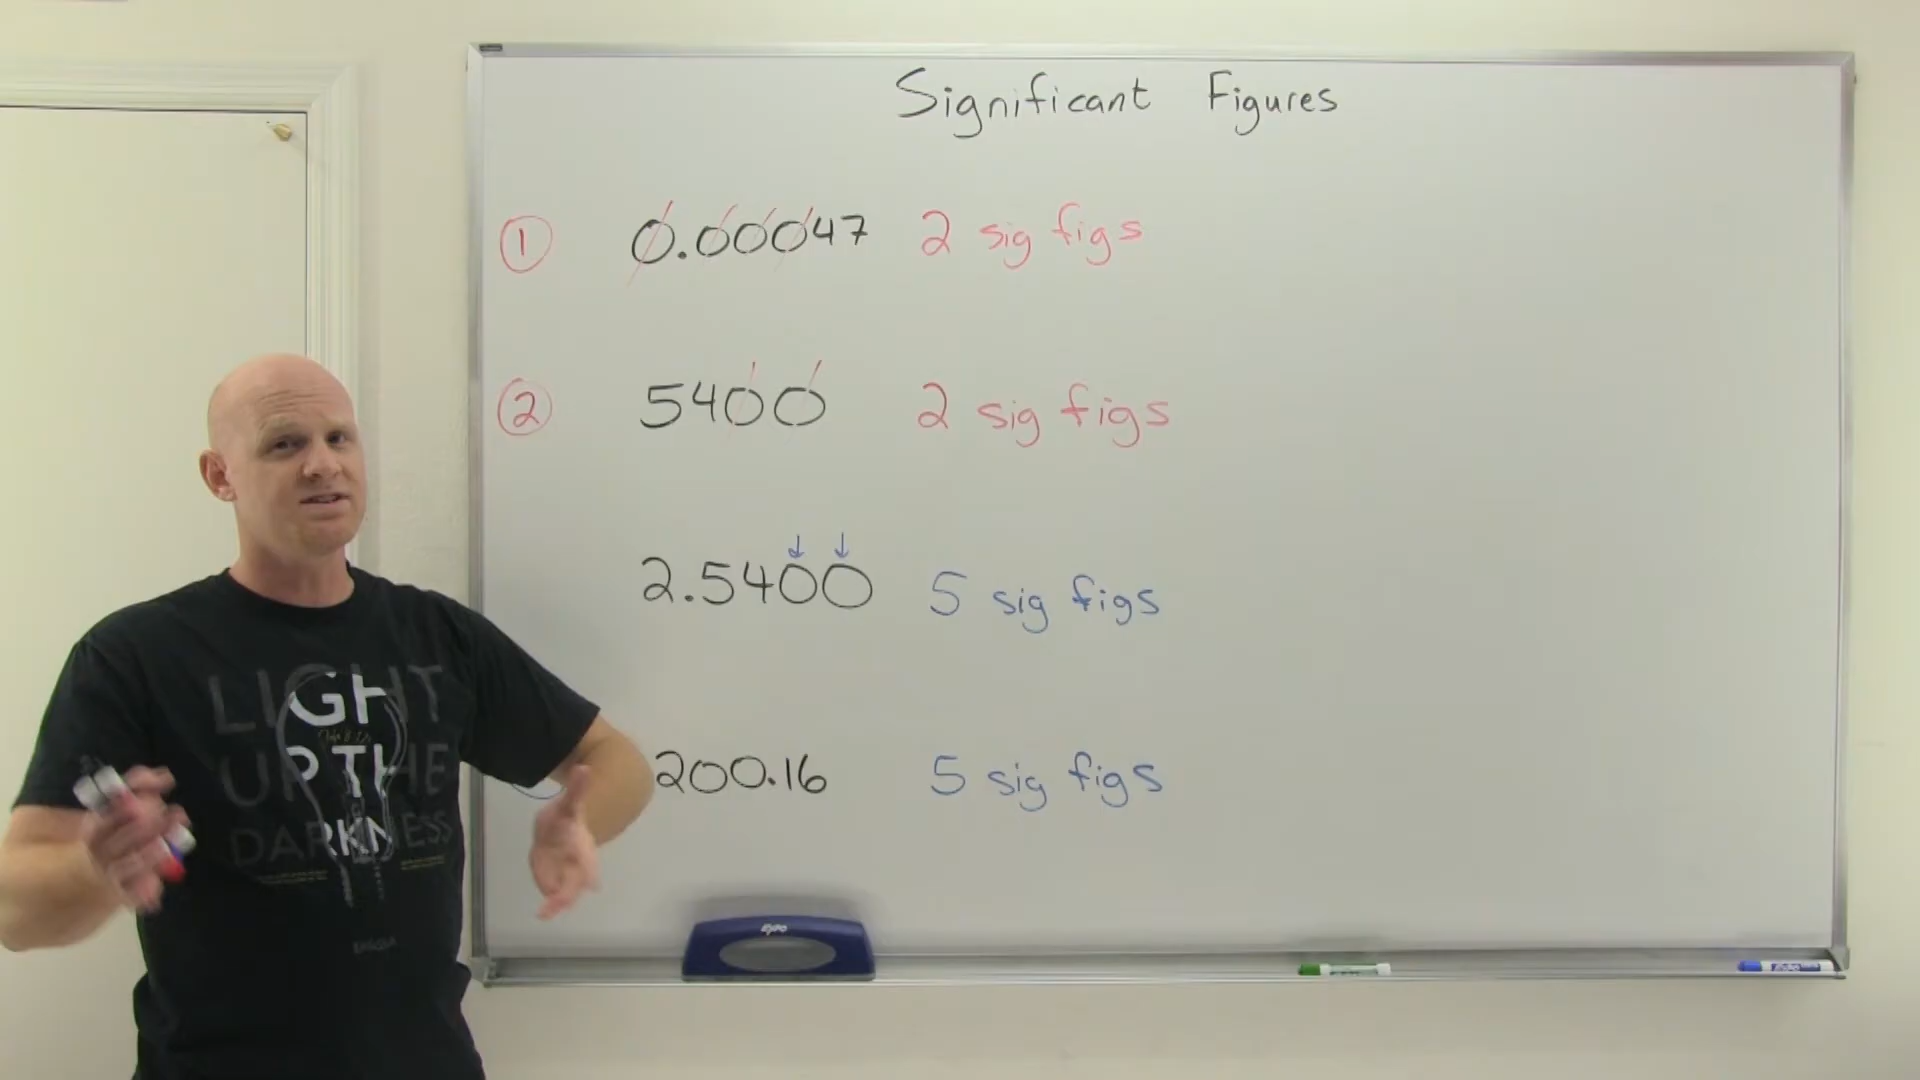 Significant Figures
① 0.00047 2 sig figs
② 5400 2 sig figs
↓ ↓
2.5400 5 sig figs
200.16 5 sig figs
LIGHT
UP THE
DARKNESS
EXPO